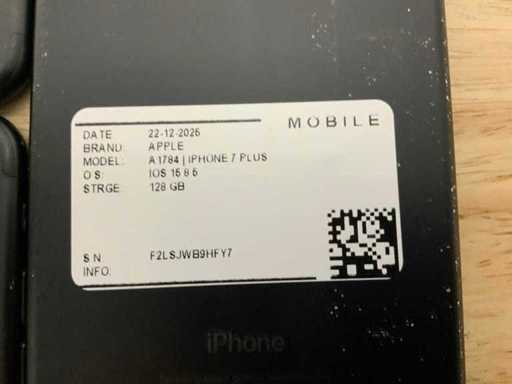 MOBILE
DATE 22-12-2025
BRAND: APPLE
MODEL: A1784 | IPHONE 7 PLUS
O S: IOS 15 8 5
STRGE: 128 GB
S N F2LSJWB9HFY7
INFO.
iPhone